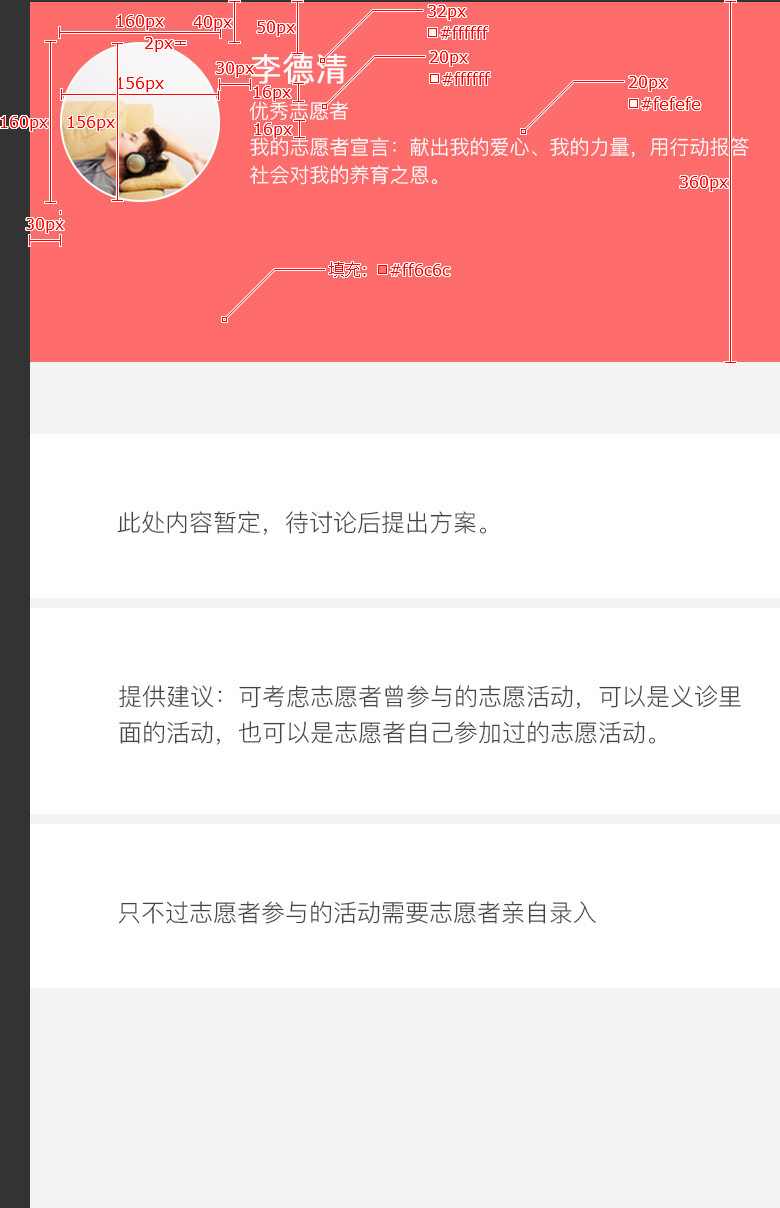 160px
40px
50px
32px
#ffffff
2px
20px
#ffffff
30px
李德清
156px
20px
16px
#fefefe
优秀志愿者
160px
156px
16px
我的志愿者宣言：献出我的爱心、我的力量，用行动报答
社会对我的养育之恩。
360px
30px
填充：#ff6c6c
此处内容暂定，待讨论后提出方案。
提供建议：可考虑志愿者曾参与的志愿活动，可以是义诊里
面的活动，也可以是志愿者自己参加过的志愿活动。
只不过志愿者参与的活动需要志愿者亲自录入